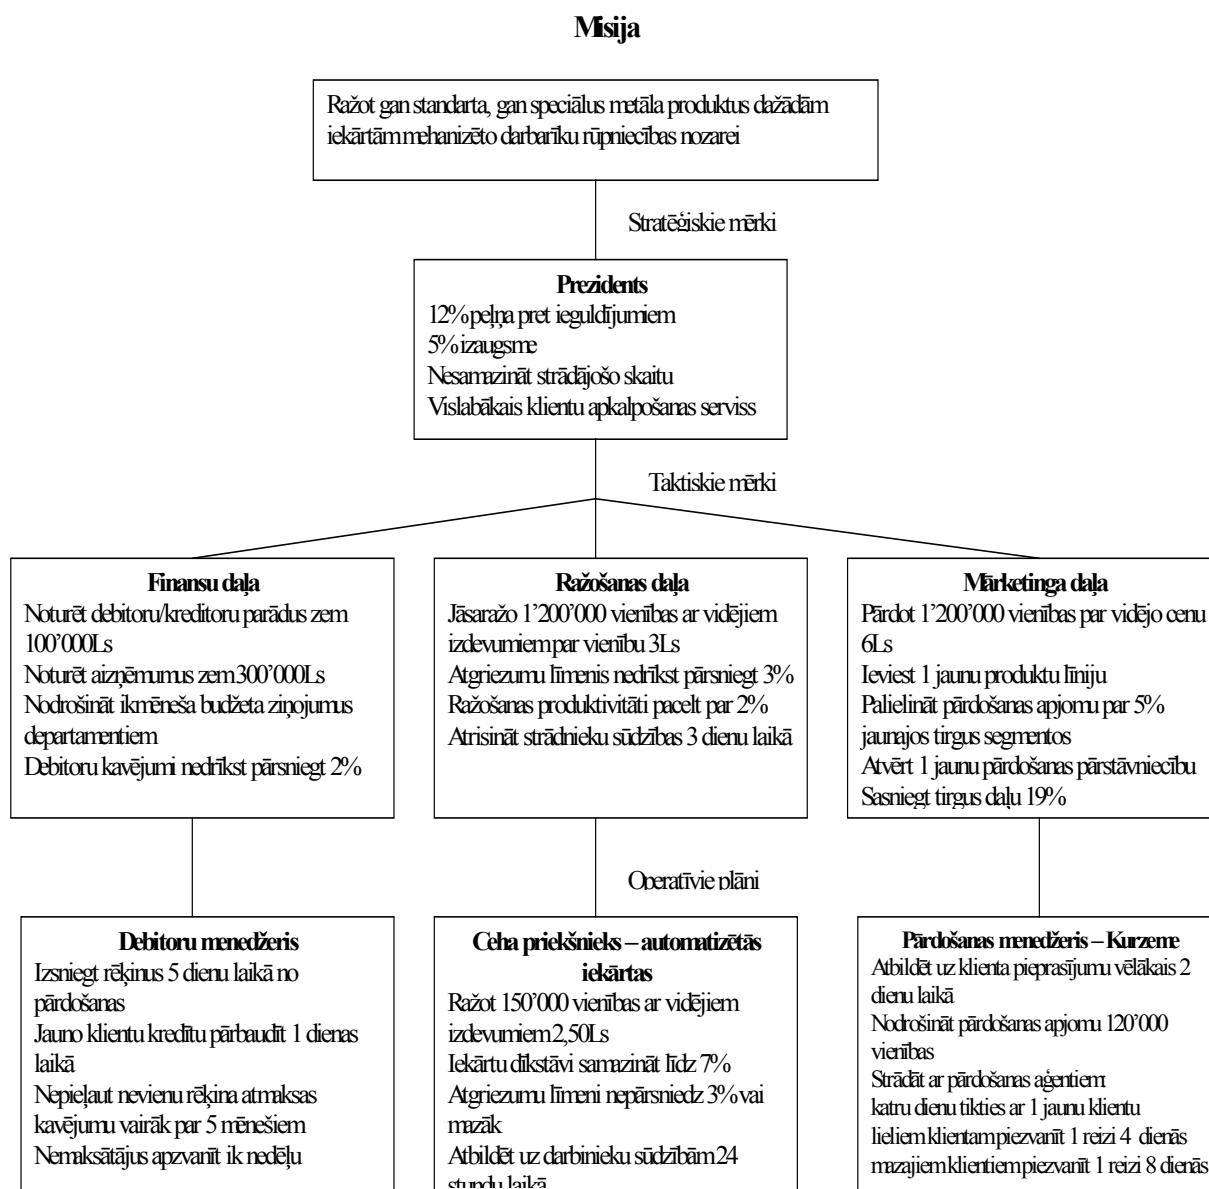 Misija
Ražot gan standarta, gan speciālus metāla produktus dažādām
iekārtām mehanizēto darbarīku rūpniecības nozarei
Stratēģiskie mērki
Prezidents
12% peļņa pret ieguldījumiem
5% izaugsme
Nesamazināt strādājošo skaitu
Vislabākais klientu apkalpošanas serviss
Taktiskie mērki
Finansu daļa
Noturēt debitoru/kreditoru parādus zem
100’000Ls
Noturēt aizņēmumus zem 300’000Ls
Nodrošināt ikmēneša budžeta ziņojumus
departamentiem
Debitoru kavējumi nedrīkst pārsniegt 2%
Ražošanas daļa
Jāsaražo 1’200’000 vienības ar vidējiem
izdevumiem par vienību 3Ls
Atgriezumu līmenis nedrīkst pārsniegt 3%
Ražošanas produktivitāti pacelt par 2%
Atrisināt strādnieku sūdzības 3 dienu laikā
Mārketinga daļa
Pārdot 1’200’000 vienības par vidējo cenu
6Ls
Ieviest 1 jaunu produktu līniju
Palielināt pārdošanas apjomu par 5%
jaunajos tirgus segmentos
Atvērt 1 jaunu pārdošanas pārstāvniecību
Sasniegt tirgus daļu 19%
Operatīvie plāni
Debitoru menedžeris
Izsniegt rēķinus 5 dienu laikā no
pārdošanas
Jauno klientu kredītu pārbaudīt 1 dienas
laikā
Nepieļaut nevienu rēķina atmaksas
kavējumu vairāk par 5 mēnešiem
Nemaksātājus apzvanīt ik nedēļu
Ceha priekšnieks – automatizētās
iekārtas
Ražot 150’000 vienības ar vidējiem
izdevumiem 2,50Ls
Iekārtu dīkstāvi samazināt līdz 7%
Atgriezumu līmeni nepārsniedz 3% vai
mazāk
Atbildēt uz darbinieku sūdzībām 24
stundu laikā
Pārdošanas menedžeris – Kurzeme
Atbildēt uz klienta pieprasījumu vēlākais 2
dienu laikā
Nodrošināt pārdošanas apjomu 120’000
vienības
Strādāt ar pārdošanas aģentiem:
katru dienu tikties ar 1 jaunu klientu
lieliem klientam piezvanīt 1 reizi 4 dienās
mazajiem klientiem piezvanīt 1 reizi 8 dienās